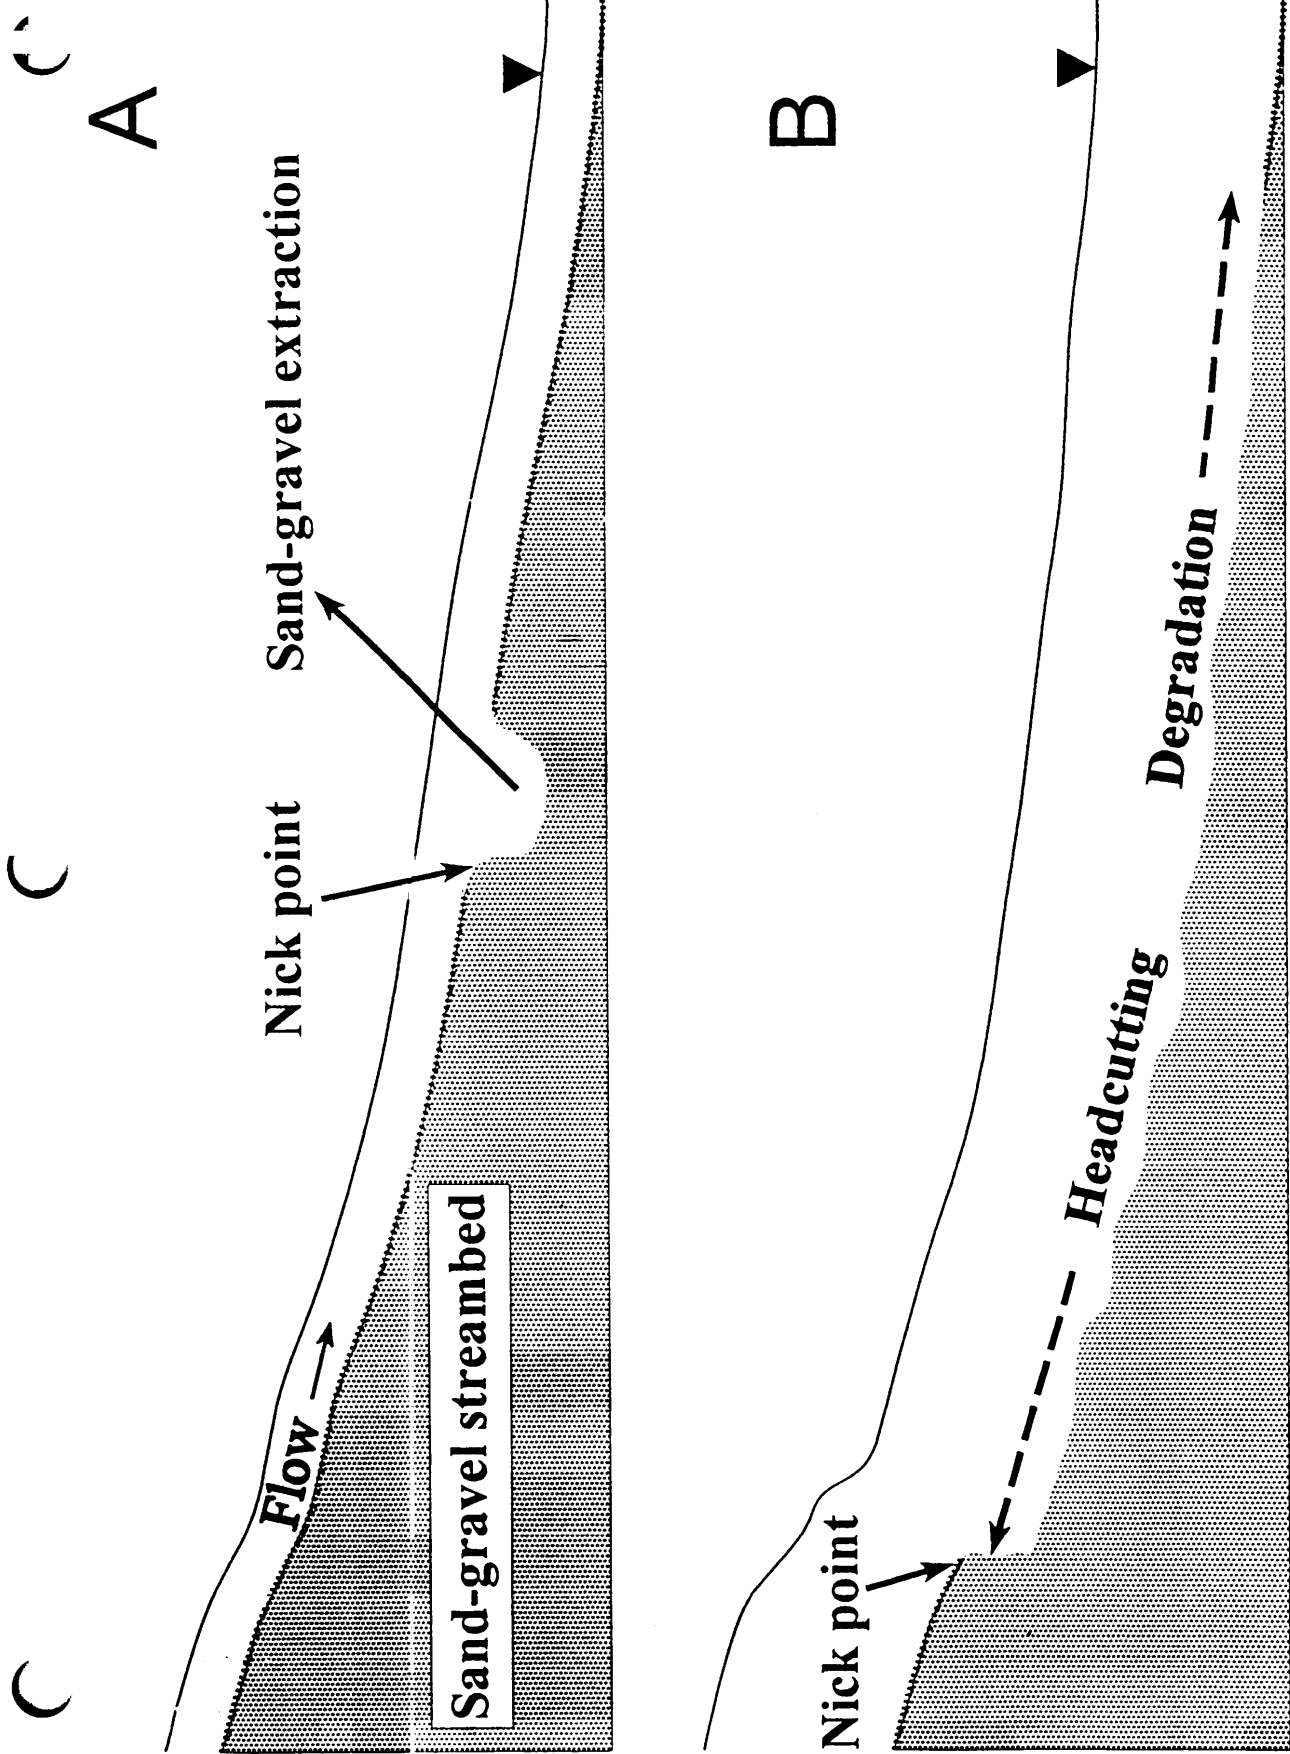 A
Sand-gravel extraction
Nick point
Flow
Sand-gravel streambed
B
Nick point
Headcutting
Degradation